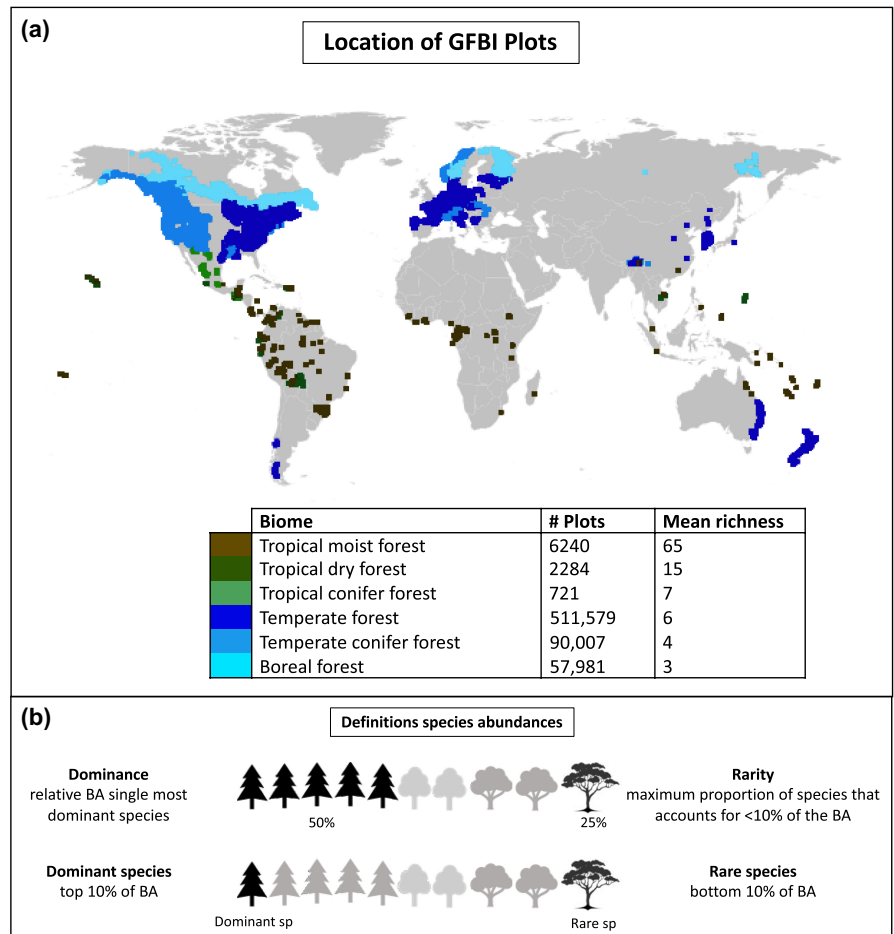 (a)
Location of GFBI Plots
Biome # Plots Mean richness
Tropical moist forest 6240 65
Tropical dry forest 2284 15
Tropical conifer forest 721 7
Temperate forest 511,579 6
Temperate conifer forest 90,007 4
Boreal forest 57,981 3
(b)
Definitions species abundances
Dominance
relative BA single most
dominant species
50%
25%
Rarity
maximum proportion of species that
accounts for <10% of the BA
Dominant species
top 10% of BA
Dominant sp
Rare sp
Rare species
bottom 10% of BA